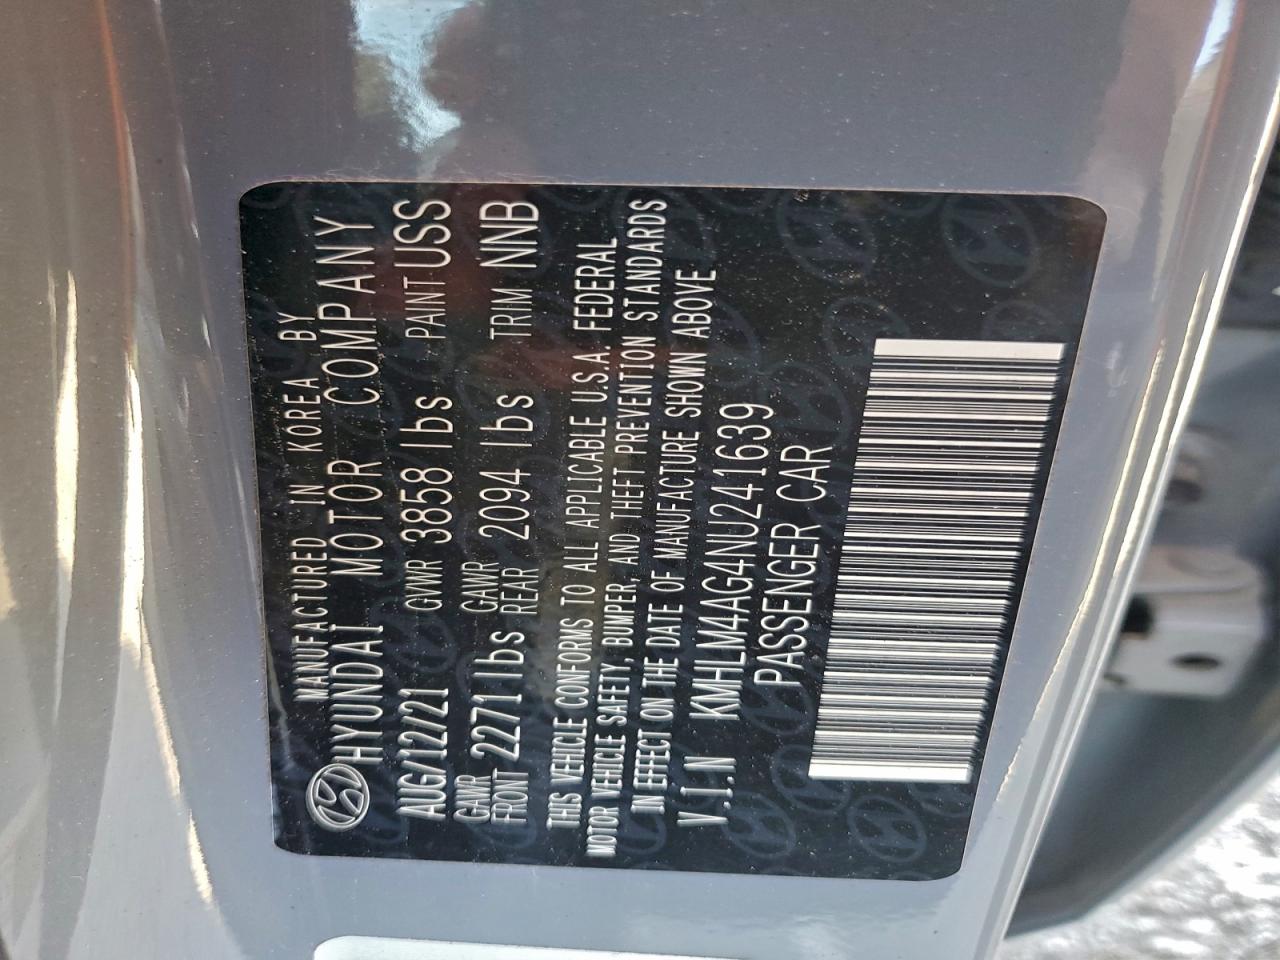 MANUFACTURED IN KOREA BY
HYUNDAI MOTOR COMPANY
AUG/12/21 GVWR 3858 lbs PAINT USS
GAWR FRONT 2271 lbs GAWR REAR 2094 lbs TRIM NNB
THIS VEHICLE CONFORMS TO ALL APPLICABLE U.S.A. FEDERAL
MOTOR VEHICLE SAFETY, BUMPER, AND THEFT PREVENTION STANDARDS
IN EFFECT ON THE DATE OF MANUFACTURE SHOWN ABOVE
V.I.N KMHLM4AG4NU241639
PASSENGER CAR